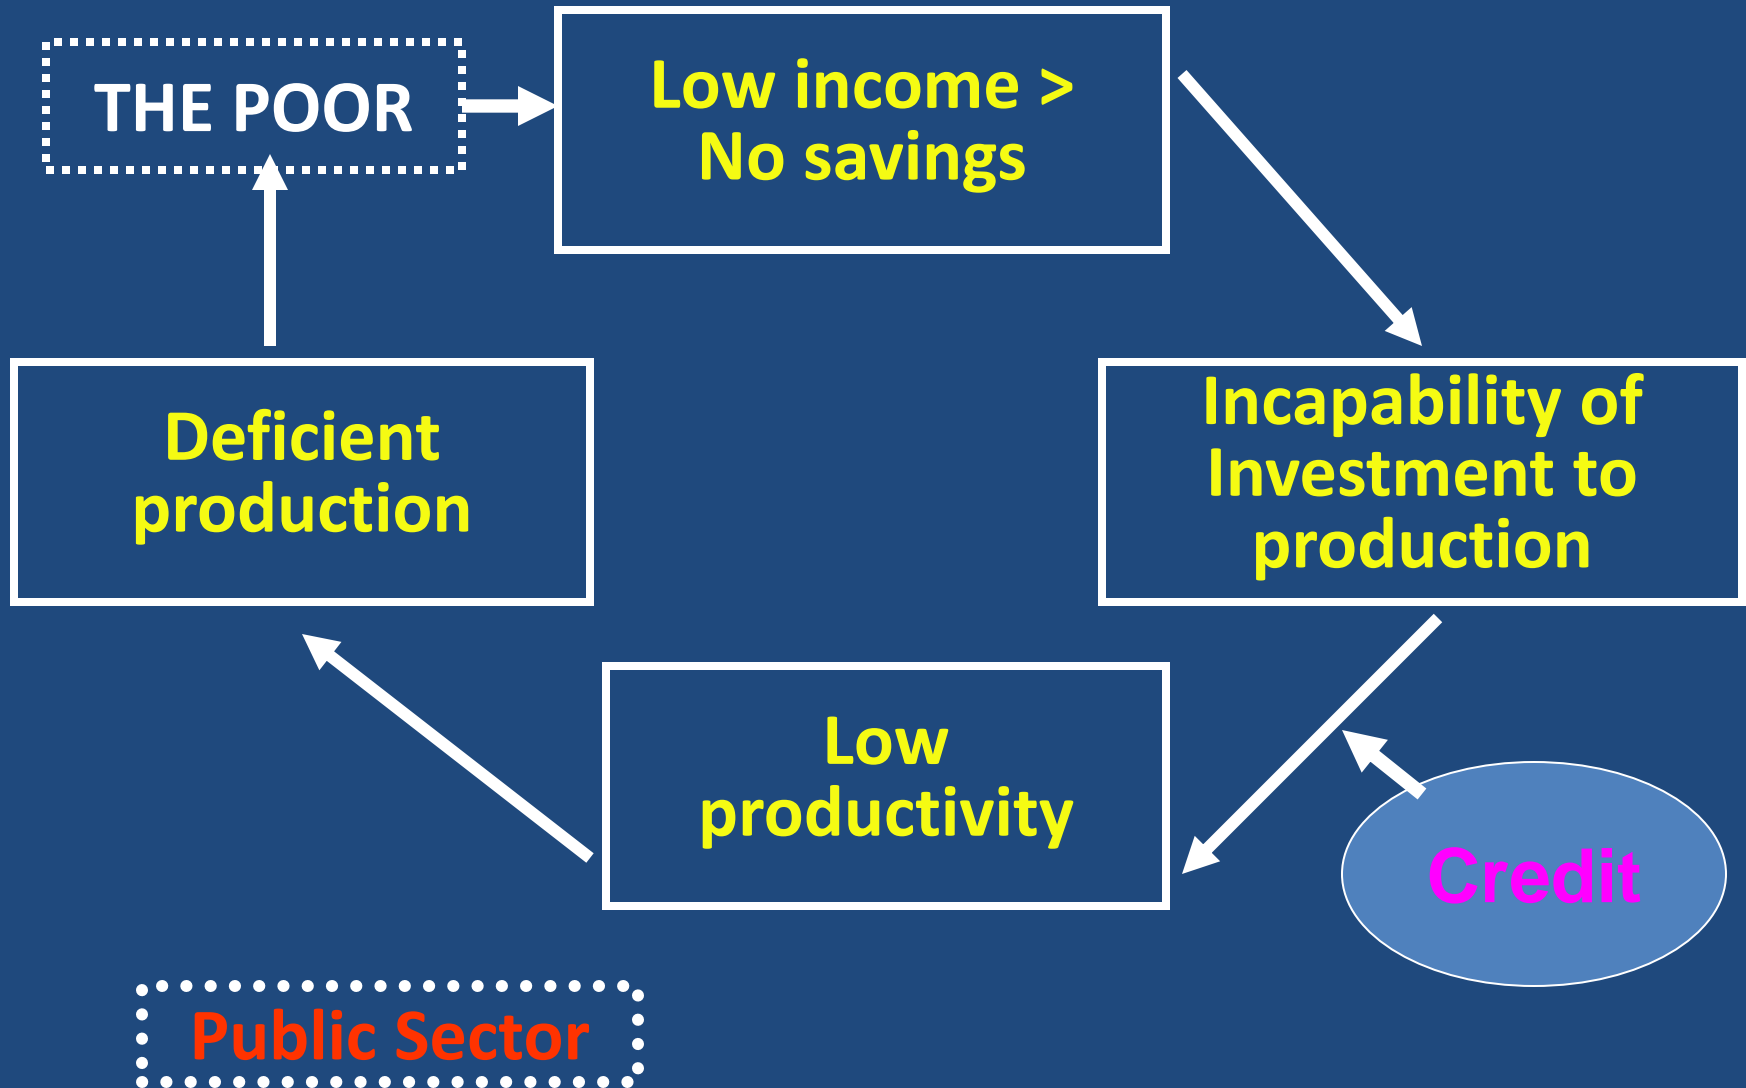 THE POOR
Low income >
No savings
Deficient
production
Incapability of
Investment to
production
Low
productivity
Credit
Public Sector